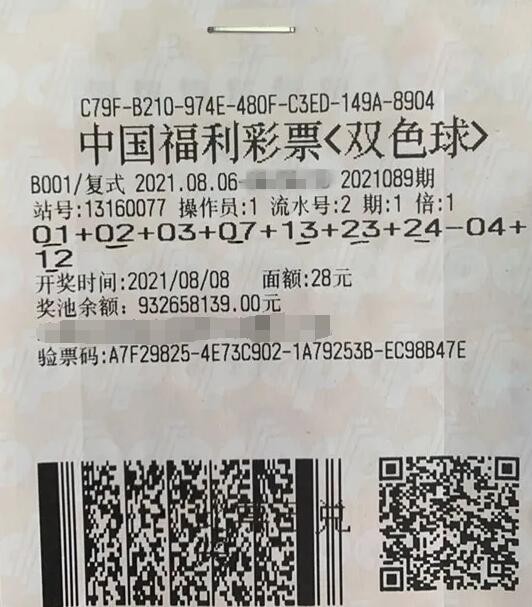 C79F-B210-974E-480F-C3ED-149A-8904
中国福利彩票<双色球>
B001/复式 2021.08.06- 2021089期
站号:13160077 操作员:1 流水号:2 期:1 倍:1
01+02+03+07+13+23+24-04+
12
开奖时间:2021/08/08 面额:28元
奖池余额: 932658139.00元
验票码:A7F29825-4E73C902-1A79253B-EC98B47E
兑